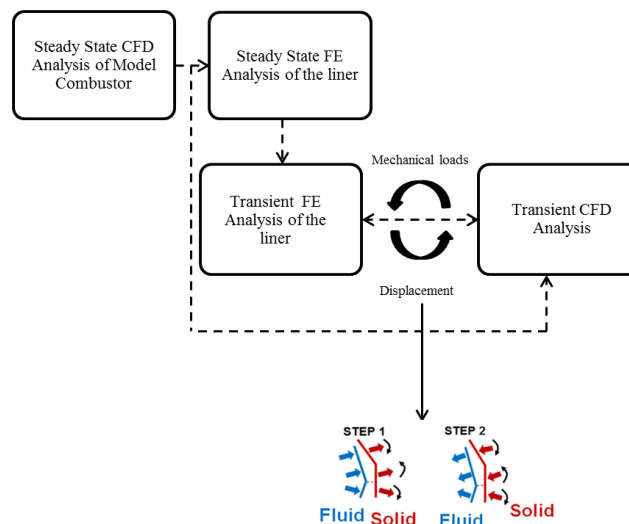 Steady State CFD
Analysis of Model
Combustor
Steady State FE
Analysis of the liner
Mechanical loads
Transient FE
Analysis of the
liner
Transient CFD
Analysis
Displacement
STEP 1
STEP 2
Fluid Solid
Fluid Solid